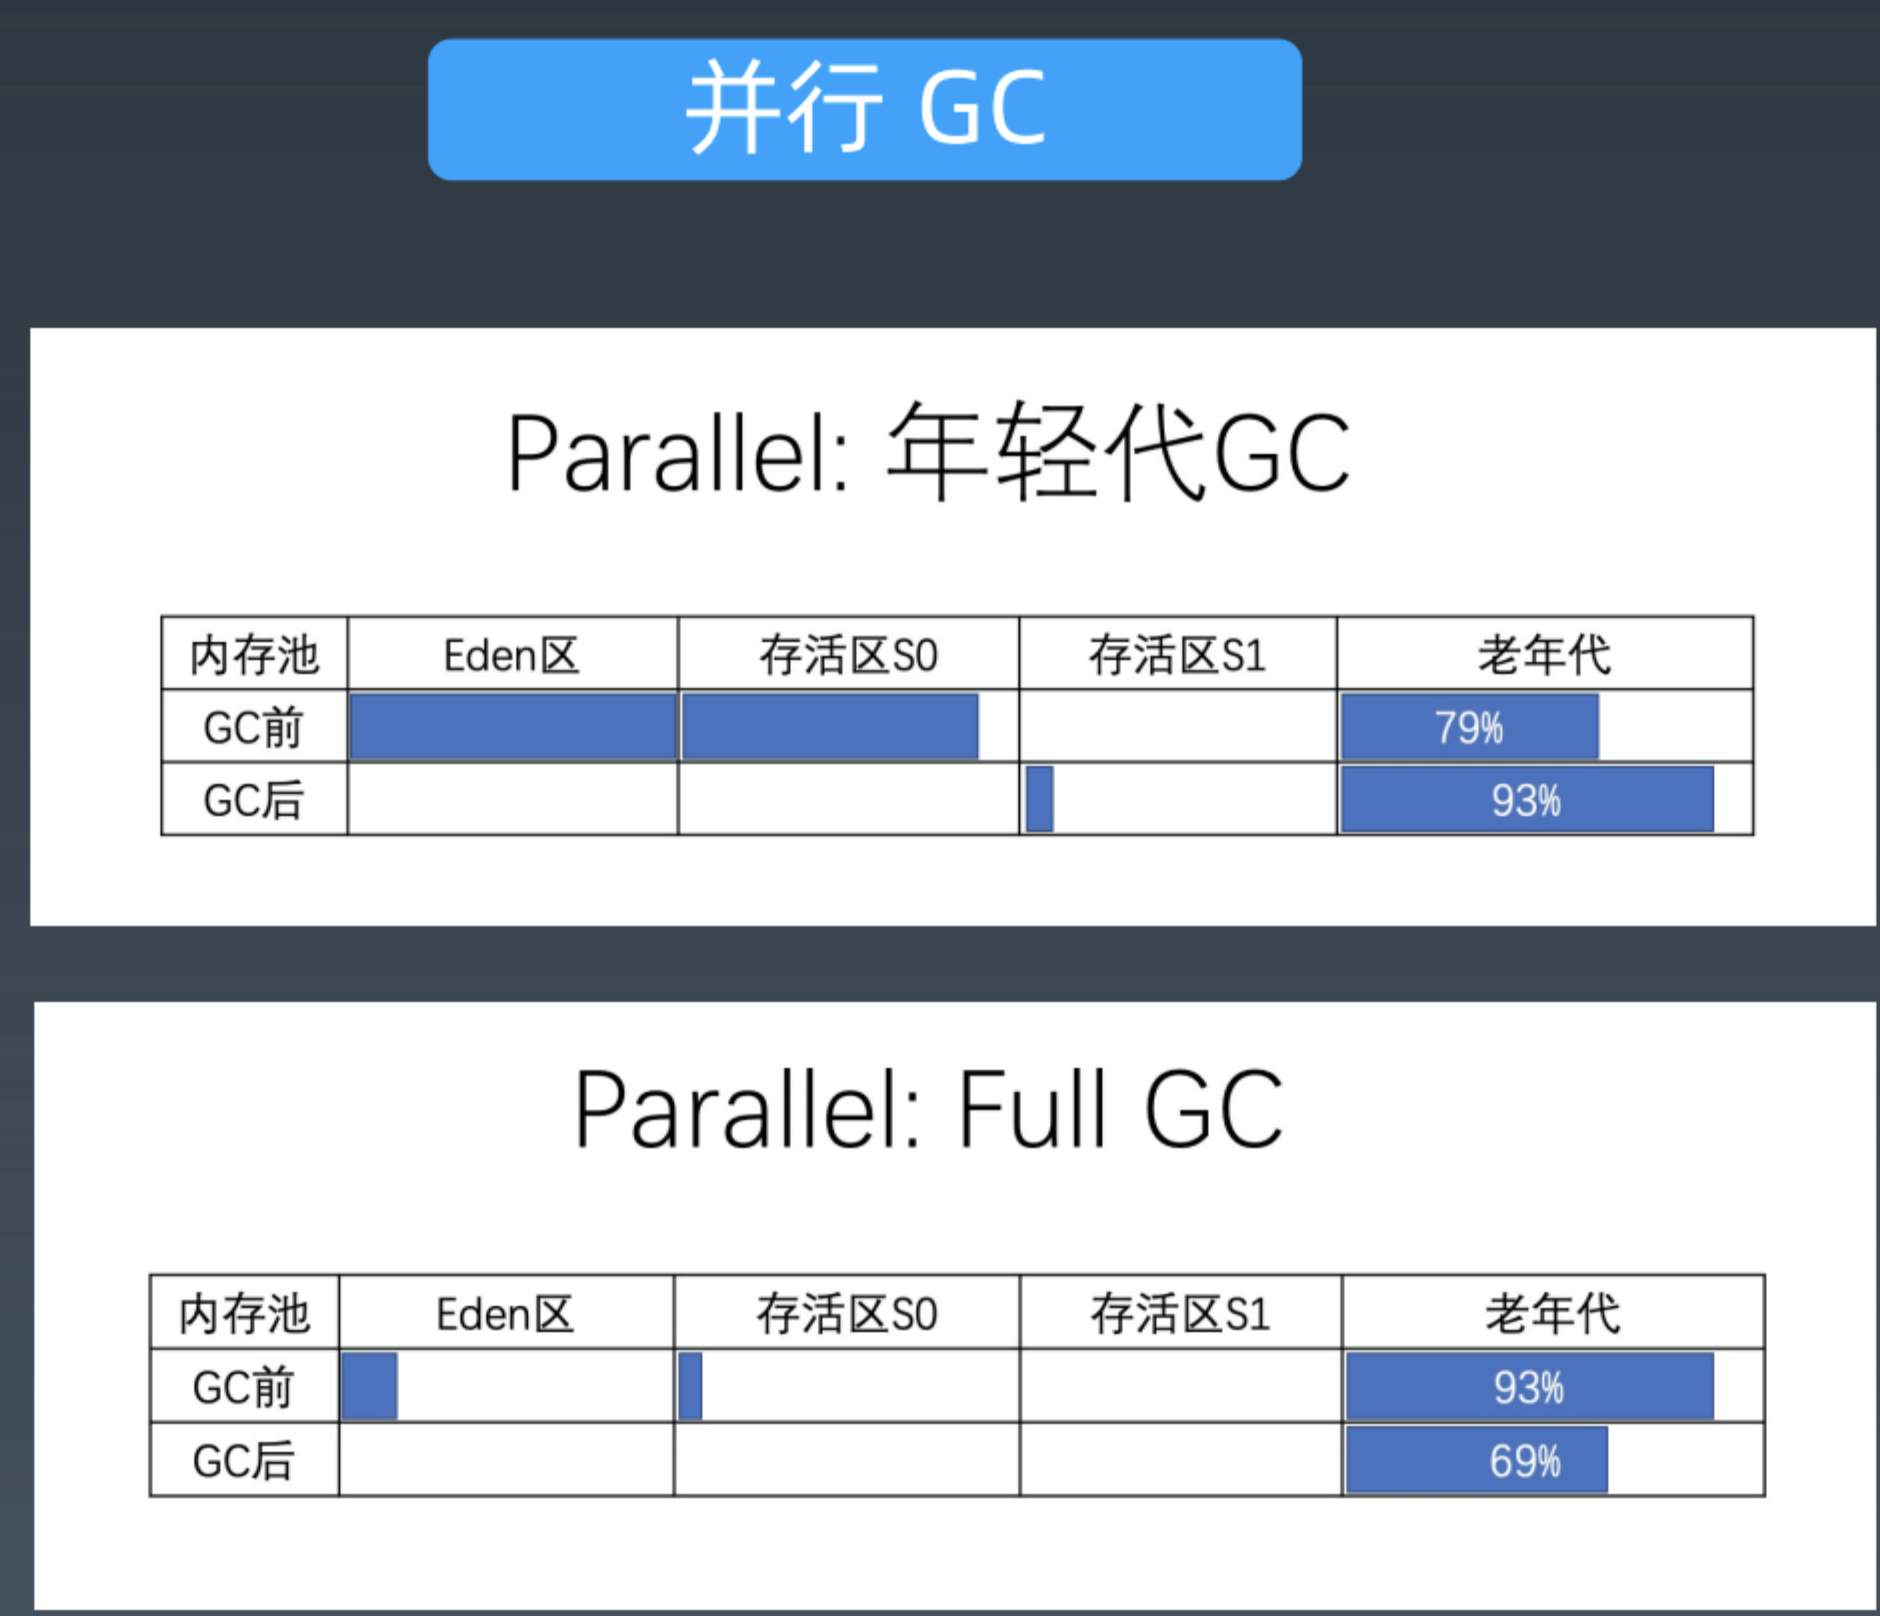 并行 GC
Parallel: 年轻代GC
内存池 Eden区 存活区S0 存活区S1 老年代
GC前 79%
GC后 93%
Parallel: Full GC
内存池 Eden区 存活区S0 存活区S1 老年代
GC前 93%
GC后 69%